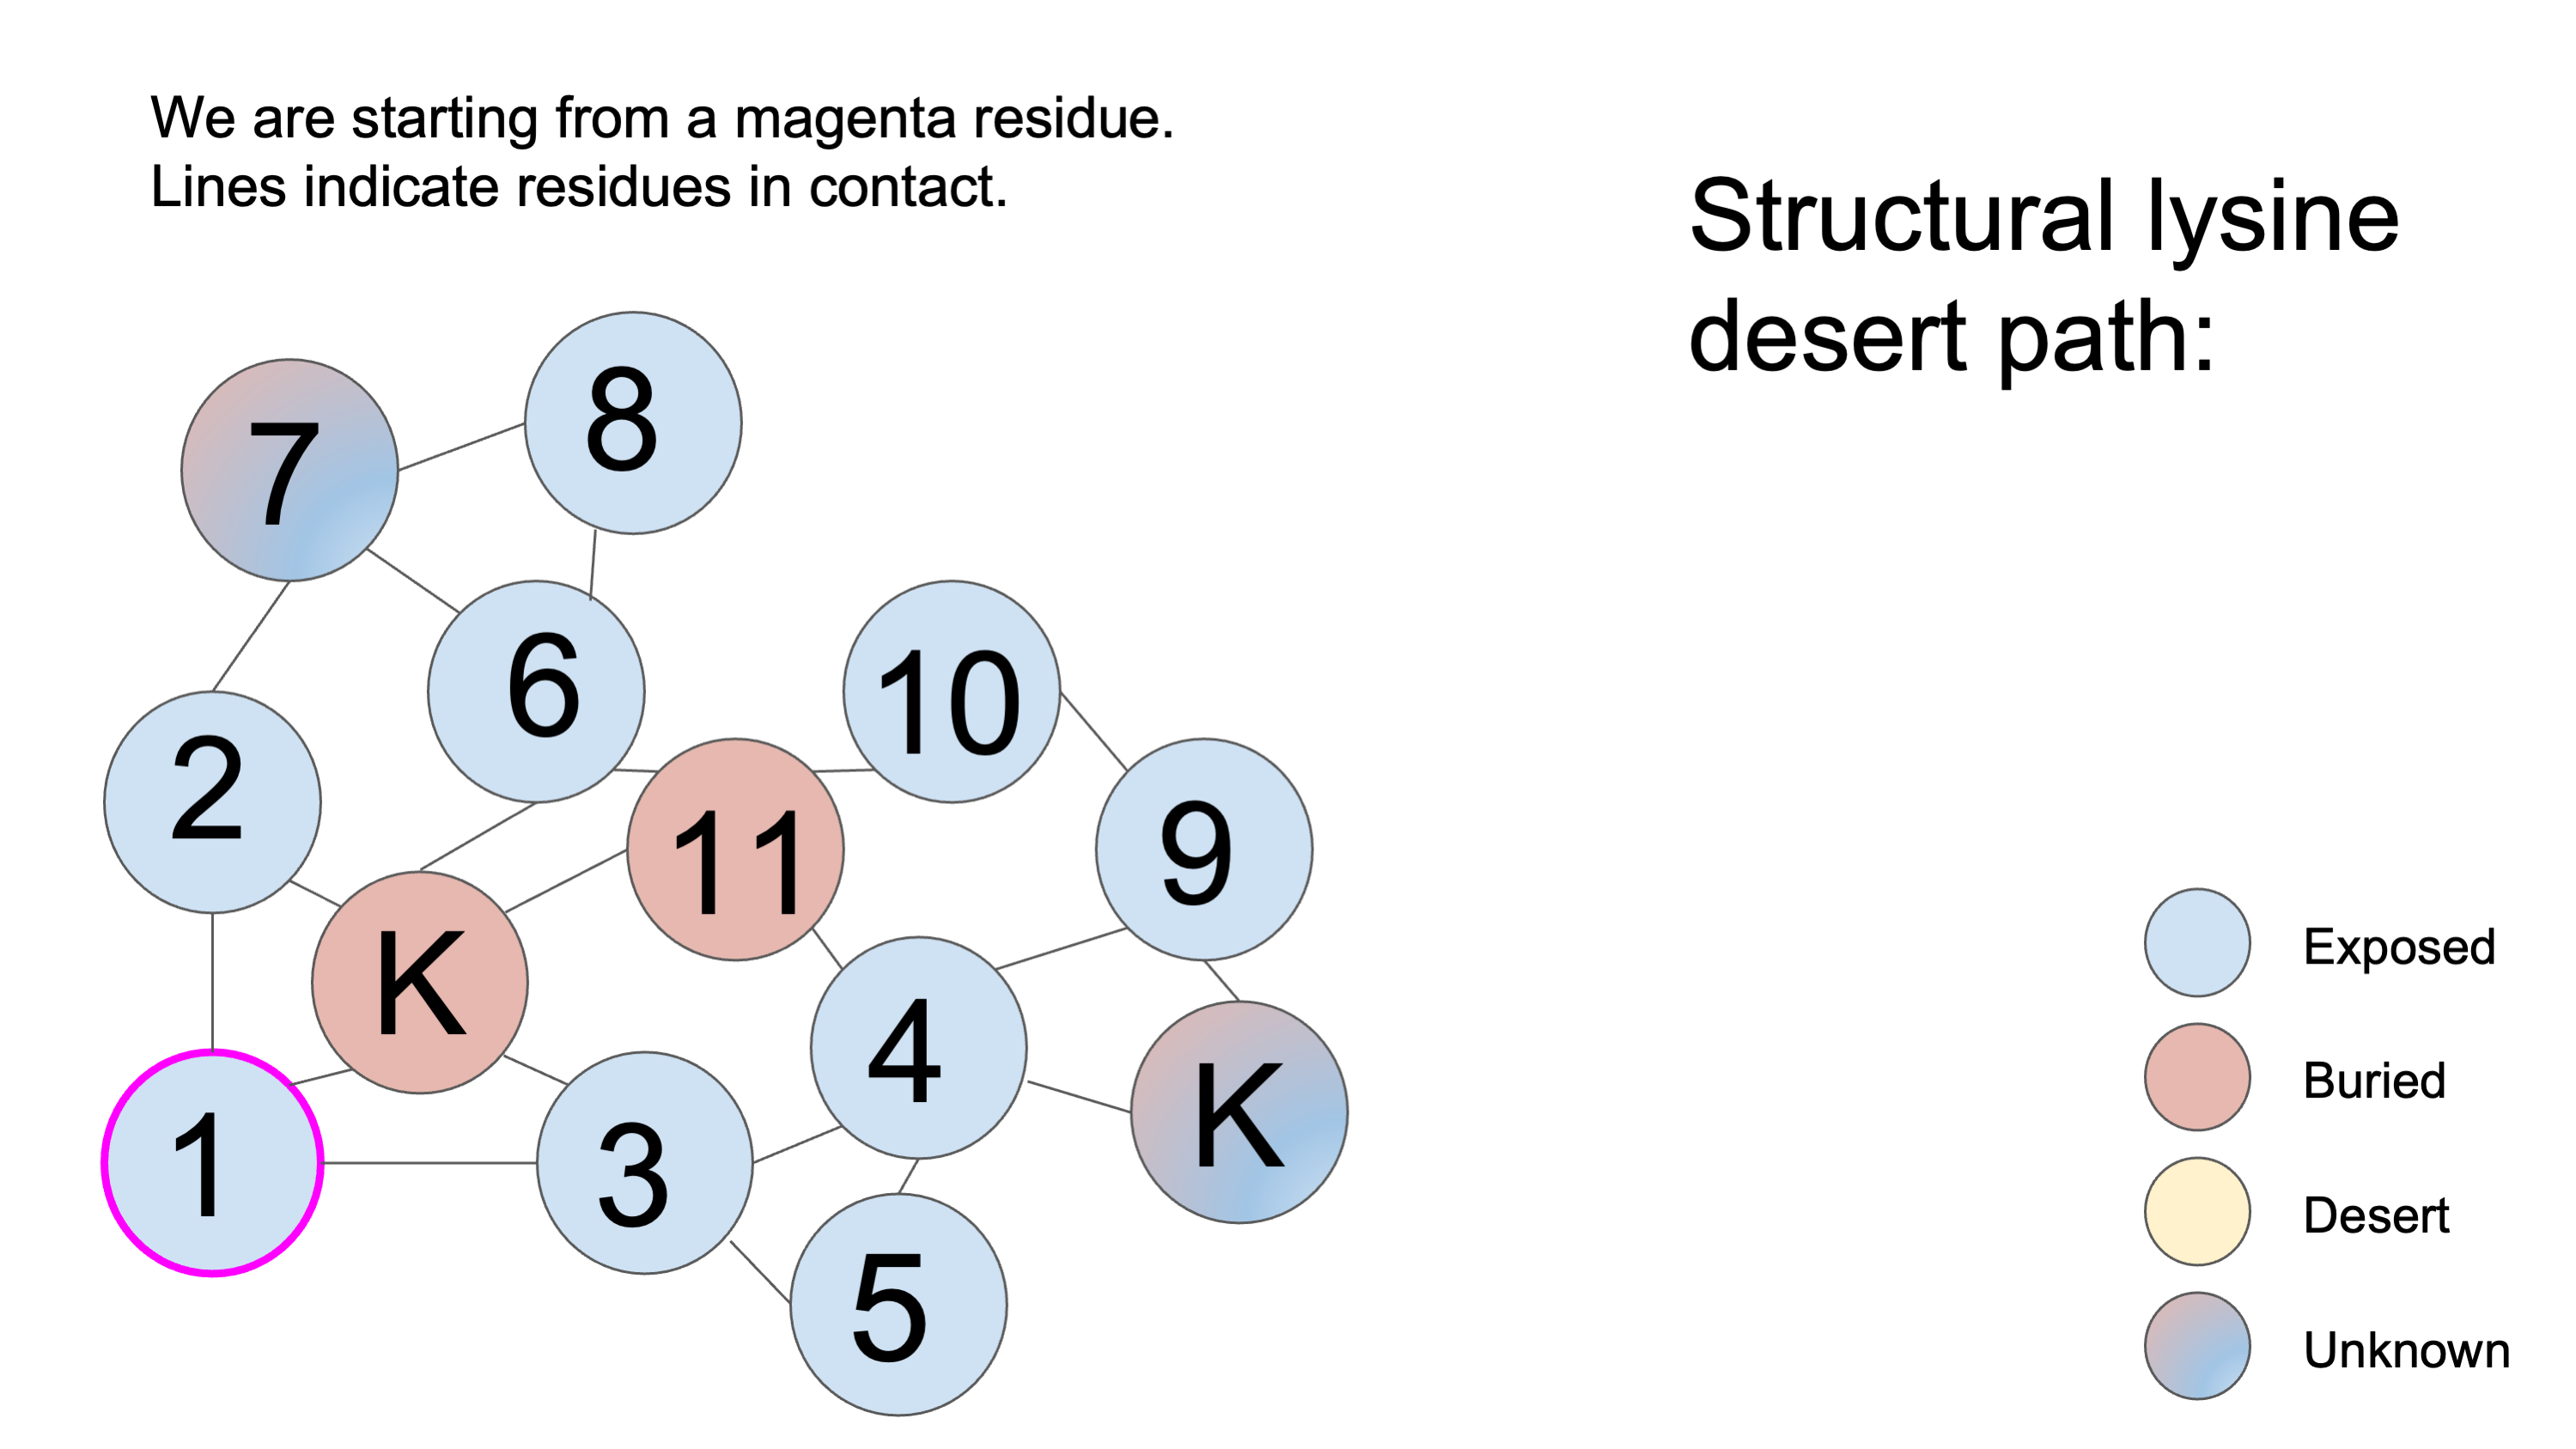 We are starting from a magenta residue.
Lines indicate residues in contact.
Structural lysine
desert path:
8
7
6
10
2
11
9
K
4
K
1
3
5
Exposed
Buried
Desert
Unknown